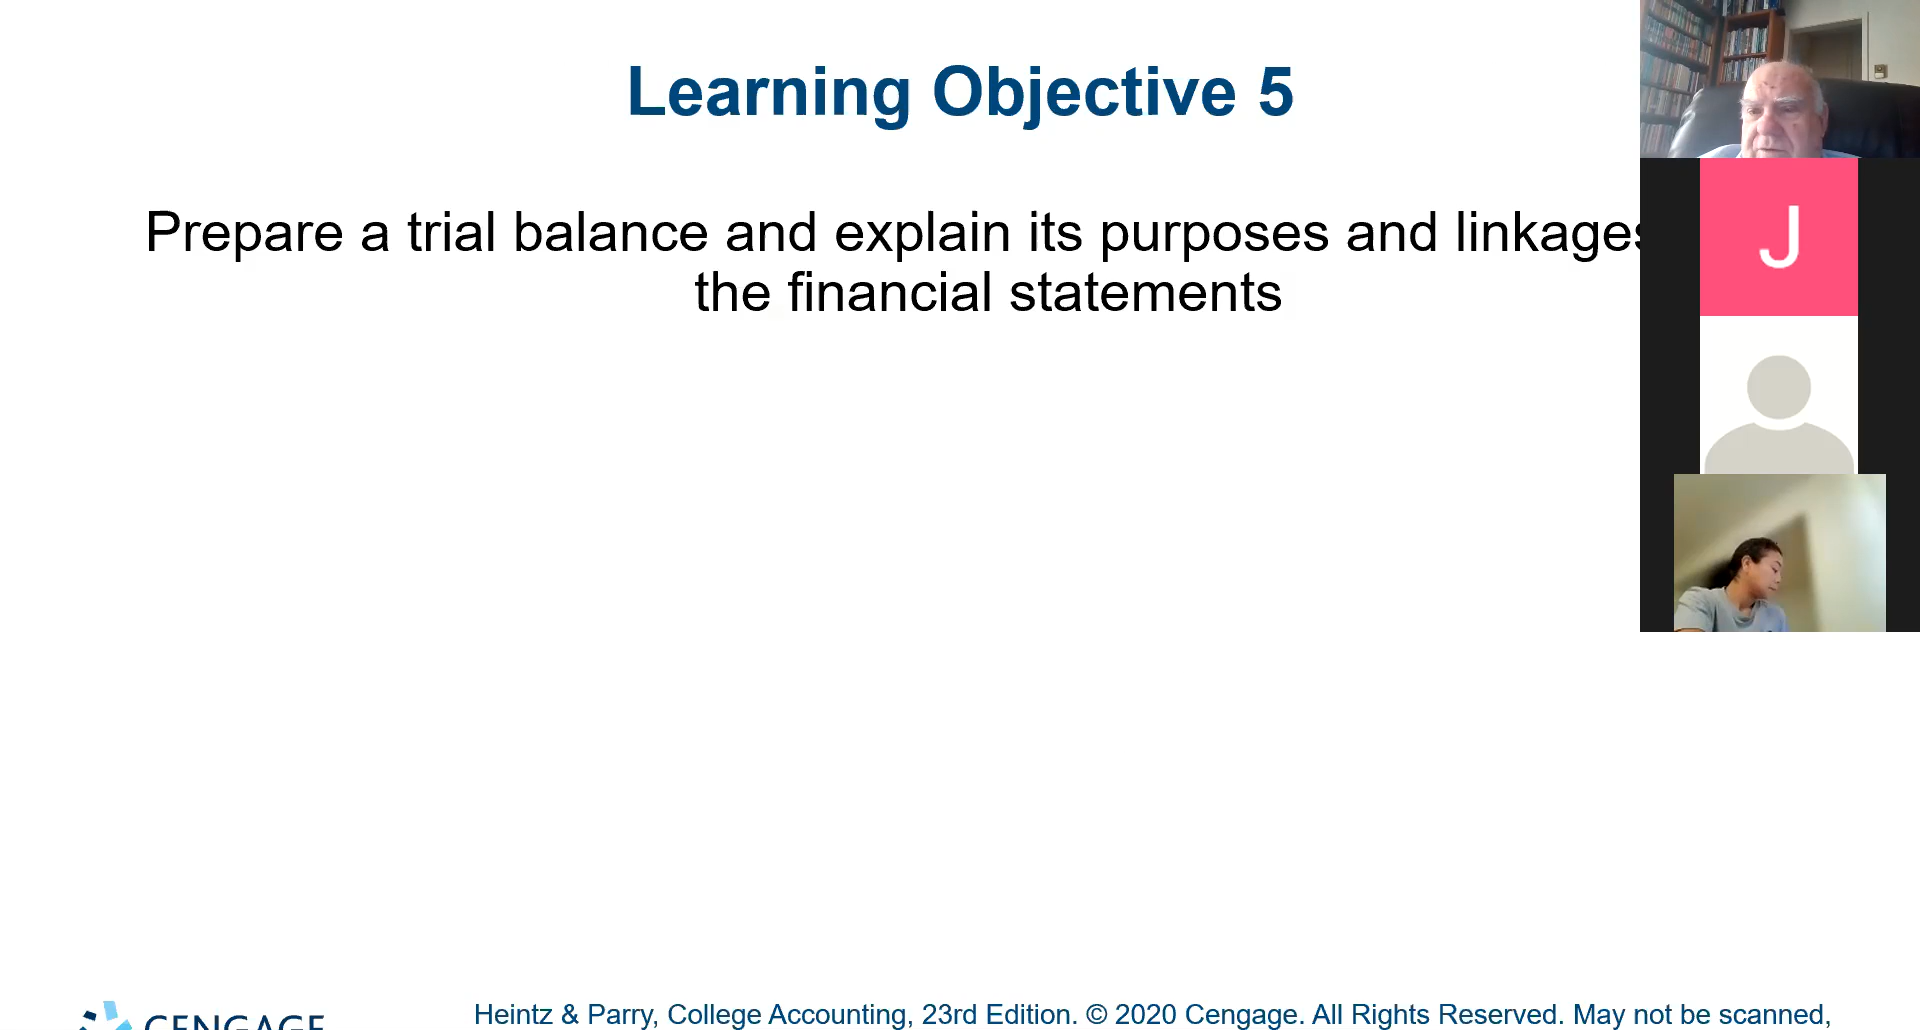 Learning Objective 5
Prepare a trial balance and explain its purposes and linkages
the financial statements
J
CENGAGE
Heintz & Parry, College Accounting, 23rd Edition. © 2020 Cengage. All Rights Reserved. May not be scanned,